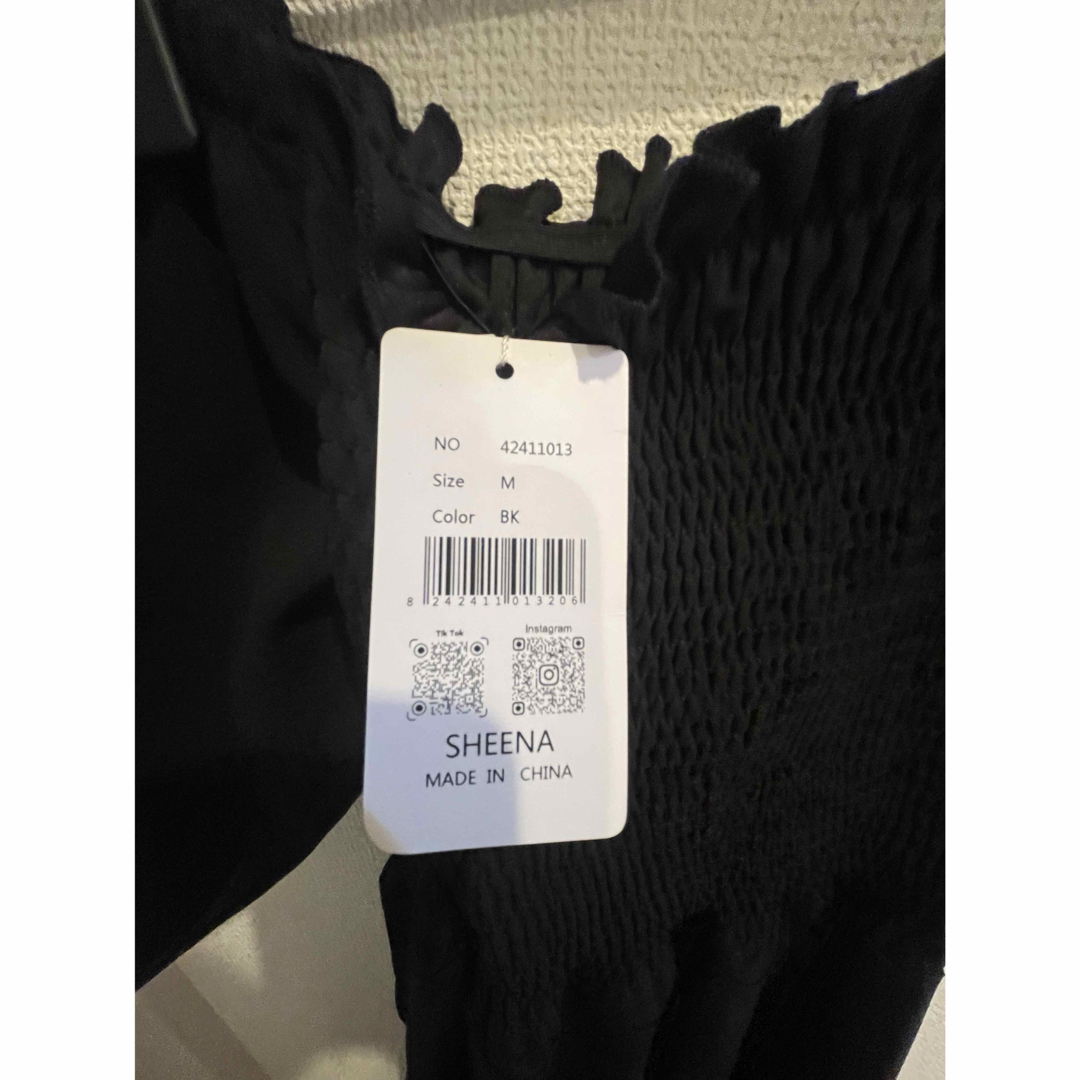 NO 42411013
Size M
Color BK
8 242411 013206
Tik Tok
Instagram
SHEENA
MADE IN CHINA